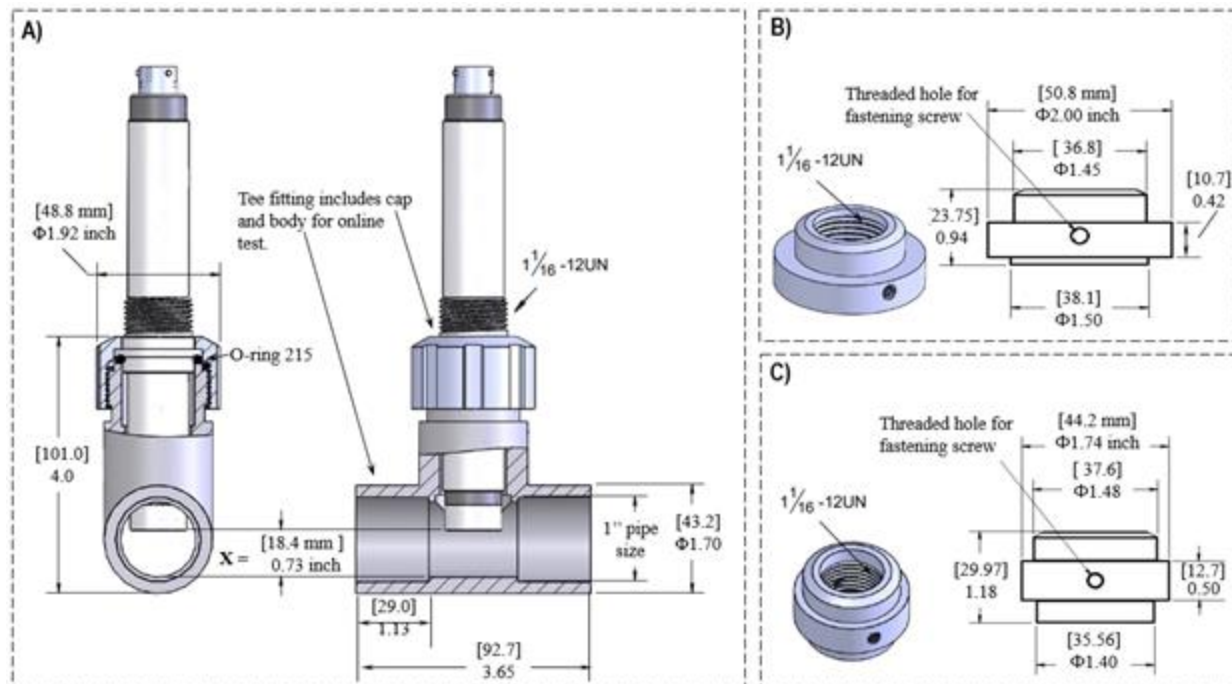 A)
[48.8 mm]
Φ1.92 inch
Tee fitting includes cap
and body for online
test.
1 1/16 -12UN
O-ring 215
[101.0]
4.0
X =
[18.4 mm ]
0.73 inch
1'' pipe
size
[43.2]
Φ1.70
[29.0]
1.13
[92.7]
3.65
B)
Threaded hole for
fastening screw
[50.8 mm]
Φ2.00 inch
1 1/16 -12UN
[ 36.8]
Φ1.45
[10.7]
0.42
23.75]
0.94
[38.1]
Φ1.50
C)
Threaded hole for
fastening screw
[44.2 mm]
Φ1.74 inch
1 1/16 -12UN
[ 37.6]
Φ1.48
[29.97]
1.18
[12.7]
0.50
[35.56]
Φ1.40